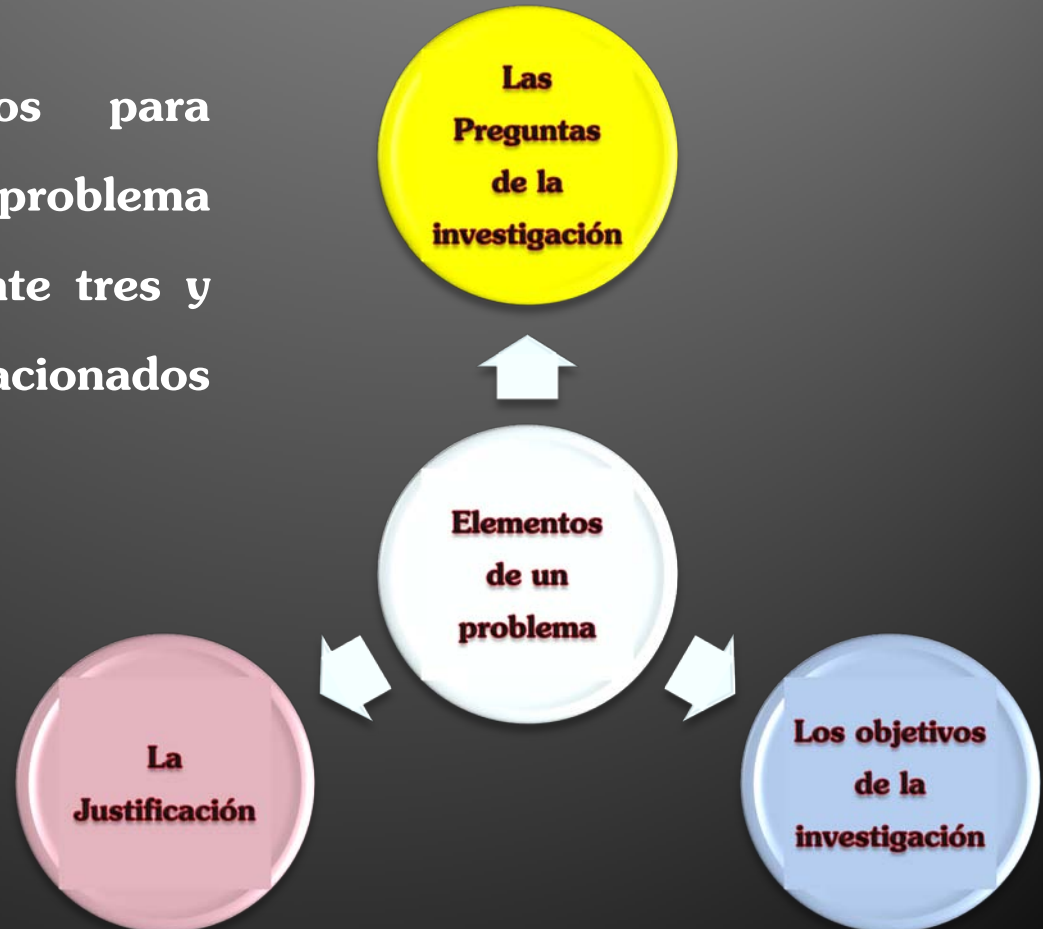 para
problema
tres y
Las
Preguntas
de la
investigación
Elementos
de un
problema
La
Justificación
Los objetivos
de la
investigación